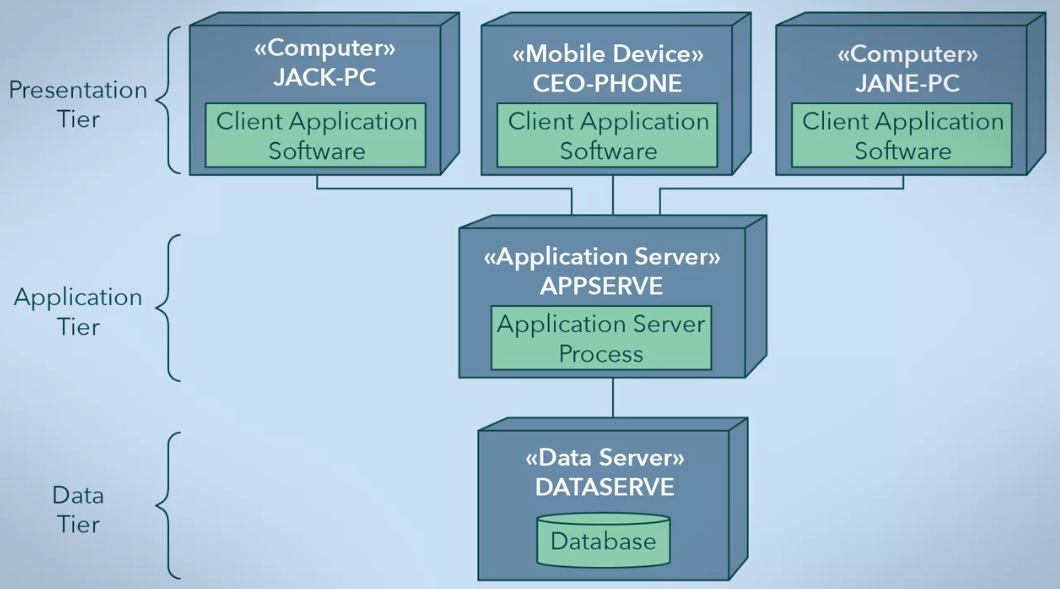 Presentation
Tier
«Computer»
JACK-PC
Client Application
Software
«Mobile Device»
CEO-PHONE
Client Application
Software
«Computer»
JANE-PC
Client Application
Software
Application
Tier
«Application Server»
APPSERVE
Application Server
Process
Data
Tier
«Data Server»
DATASERVE
Database